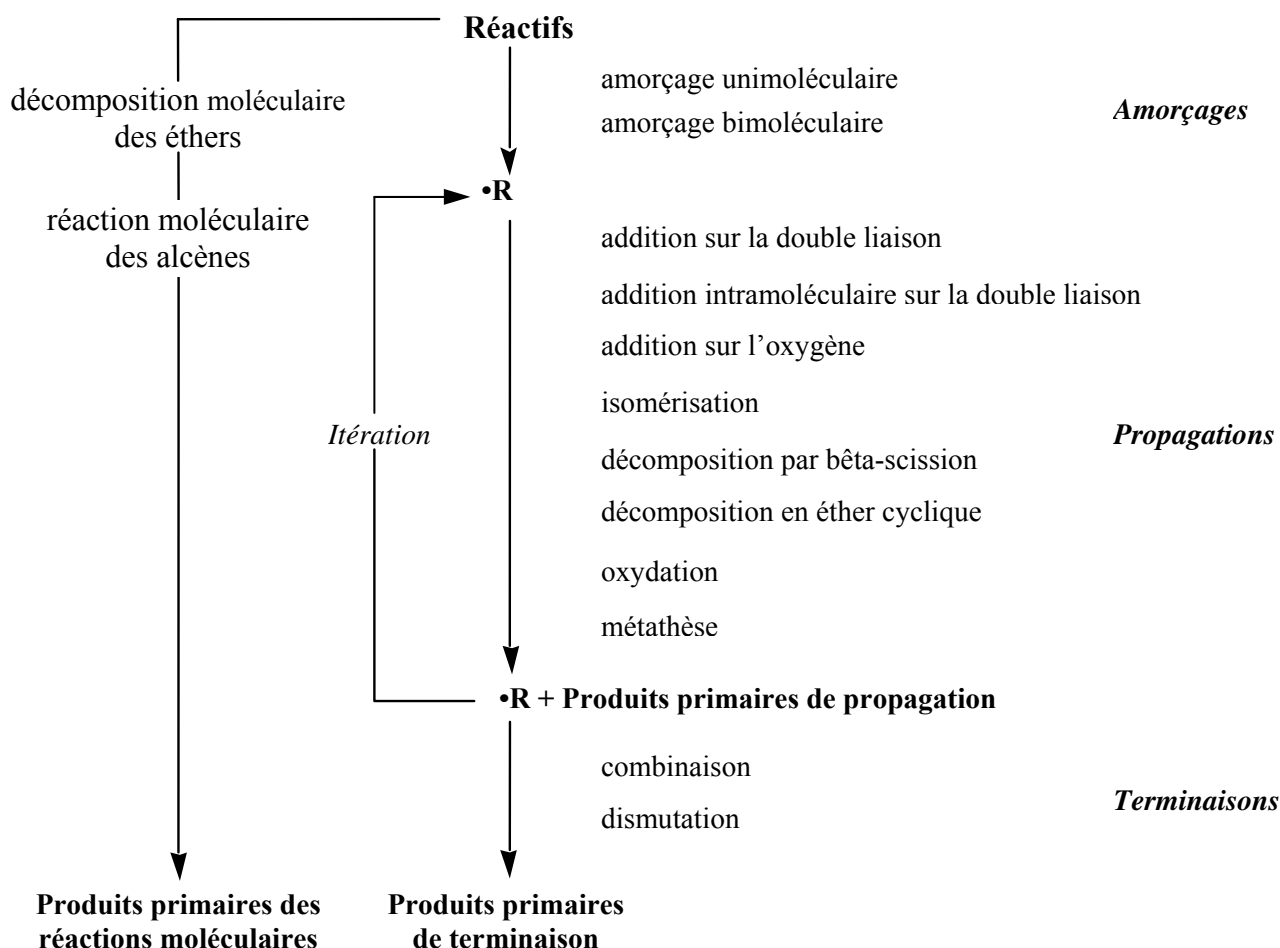 Réactifs
décomposition moléculaire
des éthers
réaction moléculaire
des alcènes
amorçage unimoléculaire
amorçage bimoléculaire
Amorçages
•R
addition sur la double liaison
addition intramoléculaire sur la double liaison
addition sur l’oxygène
isomérisation
Itération
décomposition par bêta-scission
Propagations
décomposition en éther cyclique
oxydation
métathèse
•R + Produits primaires de propagation
combinaison
dismutation
Terminaisons
Produits primaires des
réactions moléculaires
Produits primaires
de terminaison